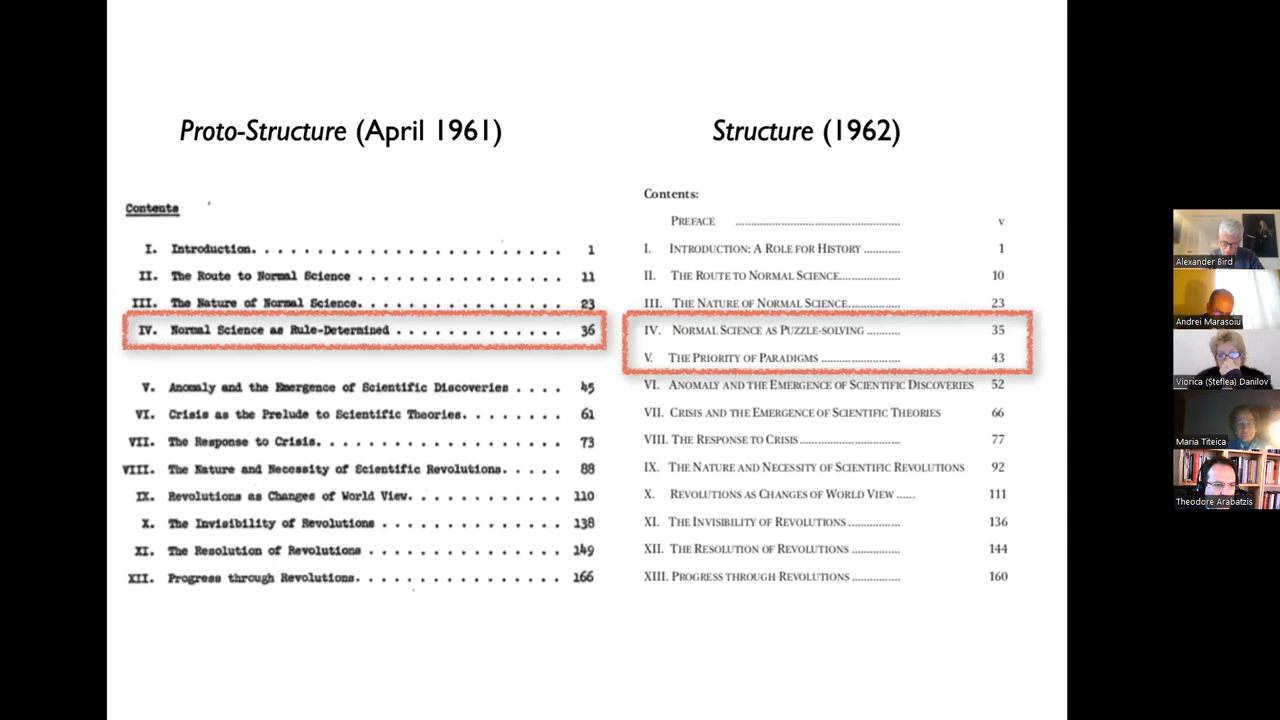 Proto-Structure (April 1961)
Contents
I. Introduction. . . . . . . . . . . . . . . . . . . . . . . . 1
II. The Route to Normal Science . . . . . . . . . . . . . . . . 11
III. The Nature of Normal Science. . . . . . . . . . . . . . . . 23
IV. Normal Science as Rule-Determined . . . . . . . . . . . . . 36
V. Anomaly and the Emergence of Scientific Discoveries . . . . 45
VI. Crisis as the Prelude to Scientific Theories. . . . . . . . 61
VII. The Response to Crisis. . . . . . . . . . . . . . . . . . . 73
VIII. The Nature and Necessity of Scientific Revolutions. . . . . 88
IX. Revolutions as Changes of World View. . . . . . . . . . . . 110
X. The Invisibility of Revolutions . . . . . . . . . . . . . . 138
XI. The Resolution of Revolutions . . . . . . . . . . . . . . . 149
XII. Progress through Revolutions. . . . . . . . . . . . . . . . 166
Structure (1962)
Contents:
PREFACE ................................................ v
I. INTRODUCTION: A ROLE FOR HISTORY ........... 1
II. THE ROUTE TO NORMAL SCIENCE................... 10
III. THE NATURE OF NORMAL SCIENCE................ 23
IV. NORMAL SCIENCE AS PUZZLE-SOLVING .......... 35
V. THE PRIORITY OF PARADIGMS ....................... 43
VI. ANOMALY AND THE EMERGENCE OF SCIENTIFIC DISCOVERIES 52
VII. CRISIS AND THE EMERGENCE OF SCIENTIFIC THEORIES 66
VIII. THE RESPONSE TO CRISIS.............................. 77
IX. THE NATURE AND NECESSITY OF SCIENTIFIC REVOLUTIONS 92
X. REVOLUTIONS AS CHANGES OF WORLD VIEW ...... 111
XI. THE INVISIBILITY OF REVOLUTIONS ............... 136
XII. THE RESOLUTION OF REVOLUTIONS .............. 144
XIII. PROGRESS THROUGH REVOLUTIONS .............. 160
Alexander Bird
Andrei Marasoiu
Viorica (Steflea) Danilov
Maria Titeica
Theodore Arabatzis